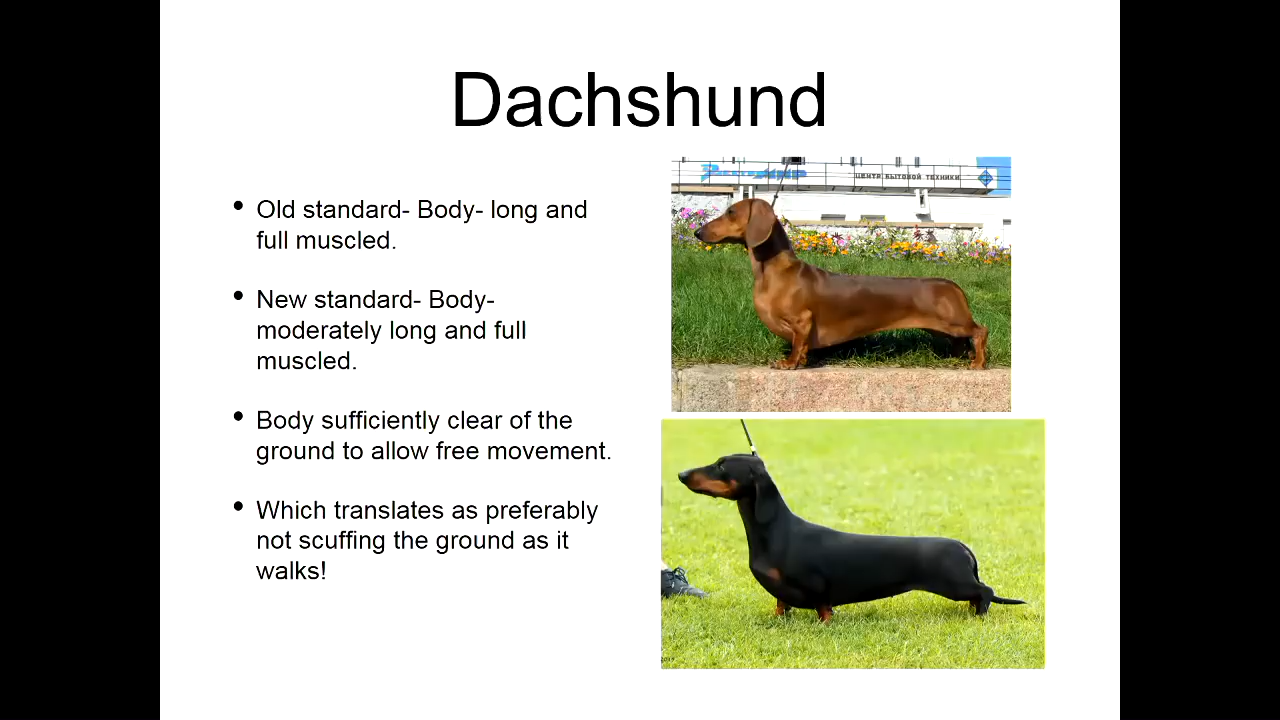 Dachshund
• Old standard- Body- long and
full muscled.
• New standard- Body-
moderately long and full
muscled.
• Body sufficiently clear of the
ground to allow free movement.
• Which translates as preferably
not scuffing the ground as it
walks!
ЦЕНТР БЫТОВОЙ ТЕХНИКИ